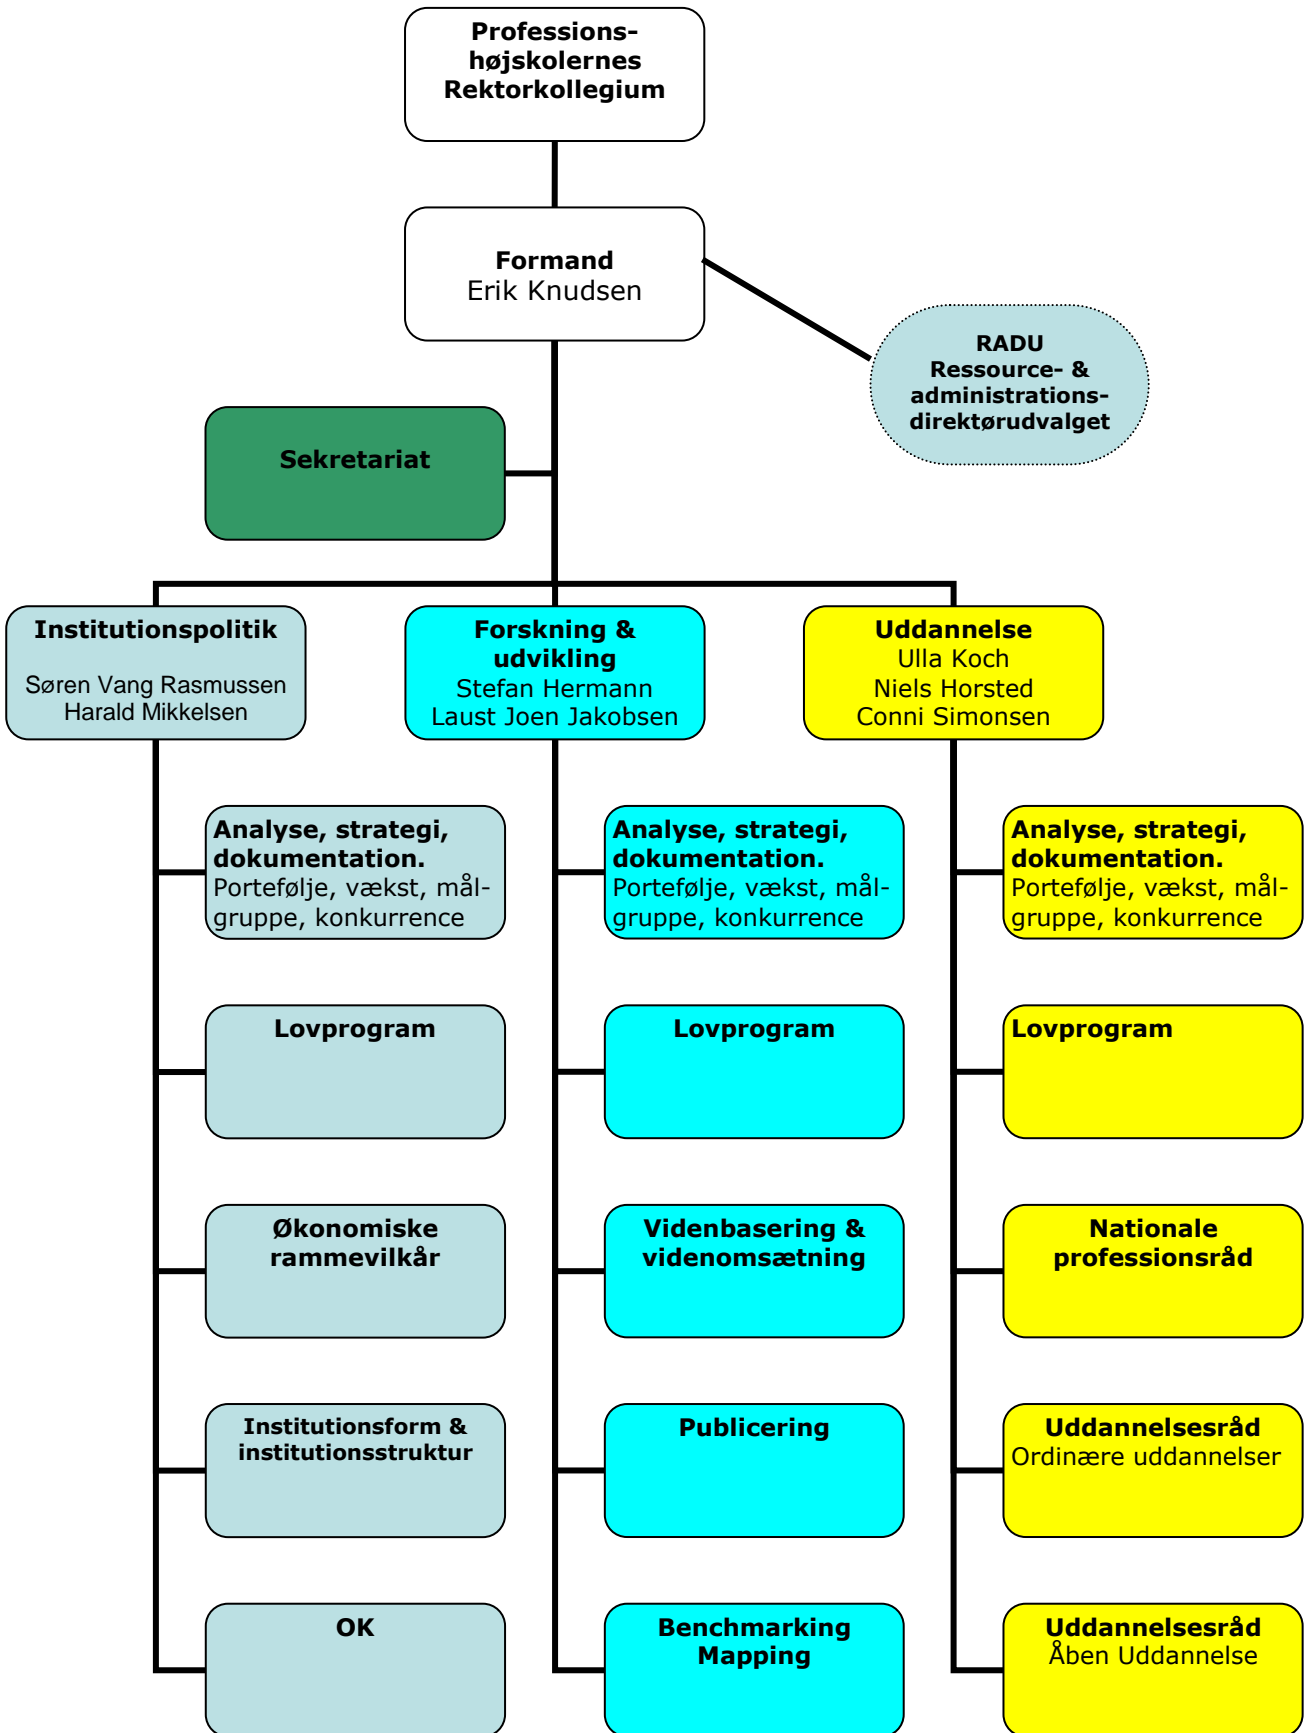 Professions-
højskolernes
Rektorkollegium
Formand
Erik Knudsen
RADU
Ressource- &
administrations-
direktørudvalget
Sekretariat
Institutionspolitik
Søren Vang Rasmussen
Harald Mikkelsen
Forskning &
udvikling
Stefan Hermann
Laust Joen Jakobsen
Uddannelse
Ulla Koch
Niels Horsted
Conni Simonsen
Analyse, strategi,
dokumentation.
Portefølje, vækst, mål-
gruppe, konkurrence
Analyse, strategi,
dokumentation.
Portefølje, vækst, mål-
gruppe, konkurrence
Analyse, strategi,
dokumentation.
Portefølje, vækst, mål-
gruppe, konkurrence
Lovprogram
Lovprogram
Lovprogram
Økonomiske
rammevilkår
Videnbasering &
videnomsætning
Nationale
professionsråd
Institutionsform &
institutionsstruktur
Publicering
Uddannelsesråd
Ordinære uddannelser
OK
Benchmarking
Mapping
Uddannelsesråd
Åben Uddannelse